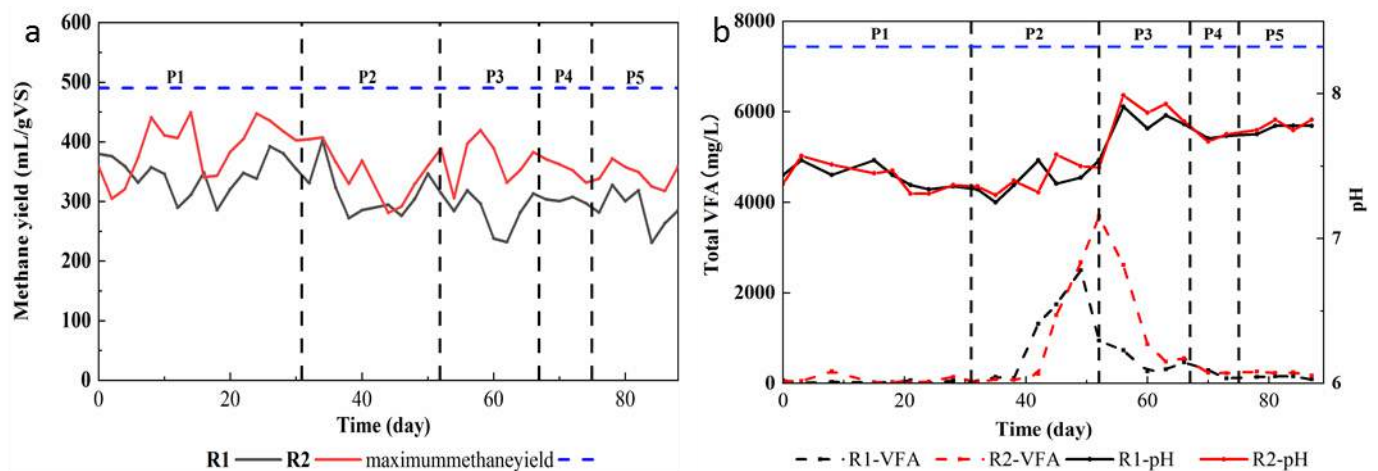 a
Methane yield (mL/gVS)
600
500
400
300
200
100
0
P1
P2
P3
P4
P5
0
20
40
60
80
Time (day)
R1
R2
maximummethaneyield
b
Total VFA (mg/L)
8000
6000
4000
2000
0
P1
P2
P3
P4
P5
8
7
6
pH
0
20
40
60
80
Time (day)
R1-VFA
R2-VFA
R1-pH
R2-pH